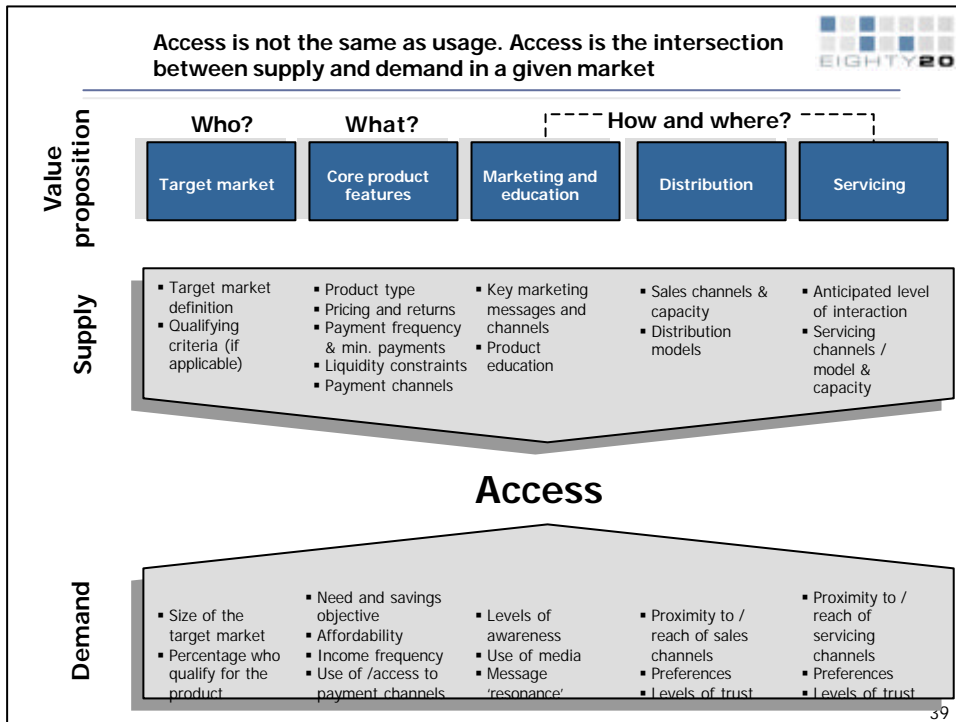 Access is not the same as usage. Access is the intersection
between supply and demand in a given market
EIGHTY20
Value
proposition
Who?
What?
How and where?
Target market
Core product
features
Marketing and
education
Distribution
Servicing
Supply
▪ Target market
definition
▪ Qualifying
criteria (if
applicable)
▪ Product type
▪ Pricing and returns
▪ Payment frequency
& min. payments
▪ Liquidity constraints
▪ Payment channels
▪ Key marketing
messages and
channels
▪ Product
education
▪ Sales channels &
capacity
▪ Distribution
models
▪ Anticipated level
of interaction
▪ Servicing
channels /
model &
capacity
Access
Demand
▪ Size of the
target market
▪ Percentage who
qualify for the
product
▪ Need and savings
objective
▪ Affordability
▪ Income frequency
▪ Use of /access to
payment channels
▪ Levels of
awareness
▪ Use of media
▪ Message
‘resonance’
▪ Proximity to /
reach of sales
channels
▪ Preferences
▪ Levels of trust
▪ Proximity to /
reach of
servicing
channels
▪ Preferences
▪ Levels of trust
39